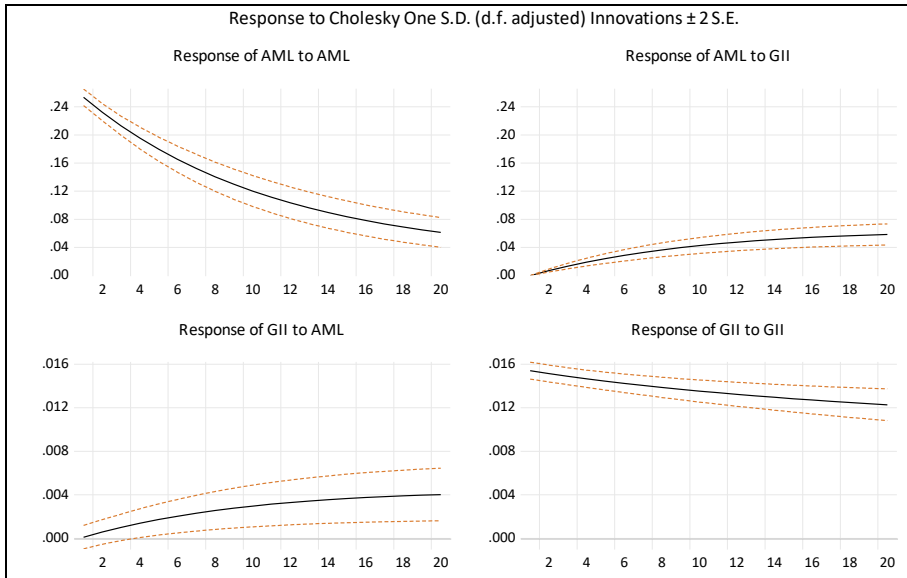 Response to Cholesky One S.D. (d.f. adjusted) Innovations ± 2 S.E.
Response of AML to AML
.24
.20
.16
.12
.08
.04
.00
2 4 6 8 10 12 14 16 18 20
Response of AML to GII
.24
.20
.16
.12
.08
.04
.00
2 4 6 8 10 12 14 16 18 20
Response of GII to AML
.016
.012
.008
.004
.000
2 4 6 8 10 12 14 16 18 20
Response of GII to GII
.016
.012
.008
.004
.000
2 4 6 8 10 12 14 16 18 20